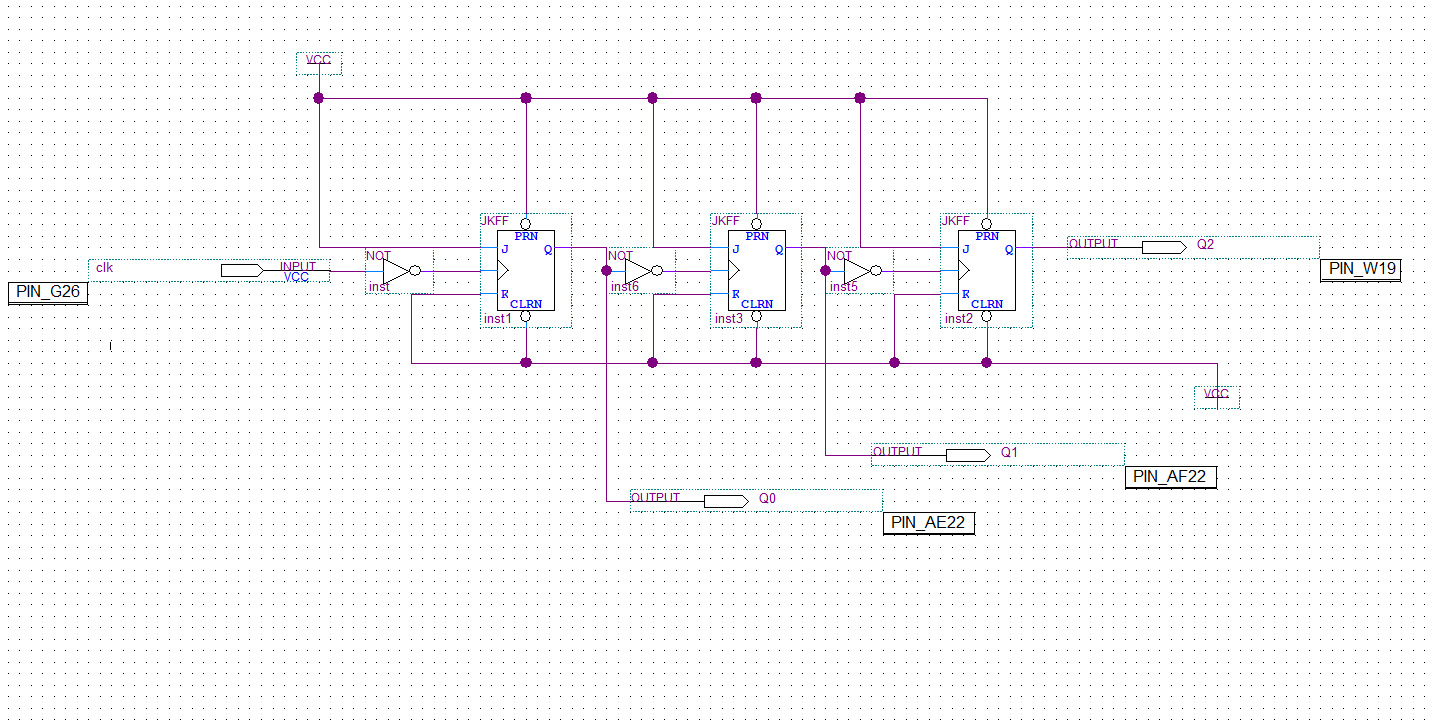 VCC
JKFF
JKFF
JKFF
PRN
PRN
PRN
J
Q
J
Q
J
Q
OUTPUT
Q2
NOT
NOT
NOT
clk
INPUT
VCC
PIN_W19
PIN_G26
inst
inst6
inst5
K
K
K
CLRN
CLRN
CLRN
inst1
inst3
inst2
VCC
OUTPUT
Q1
PIN_AF22
OUTPUT
Q0
PIN_AE22